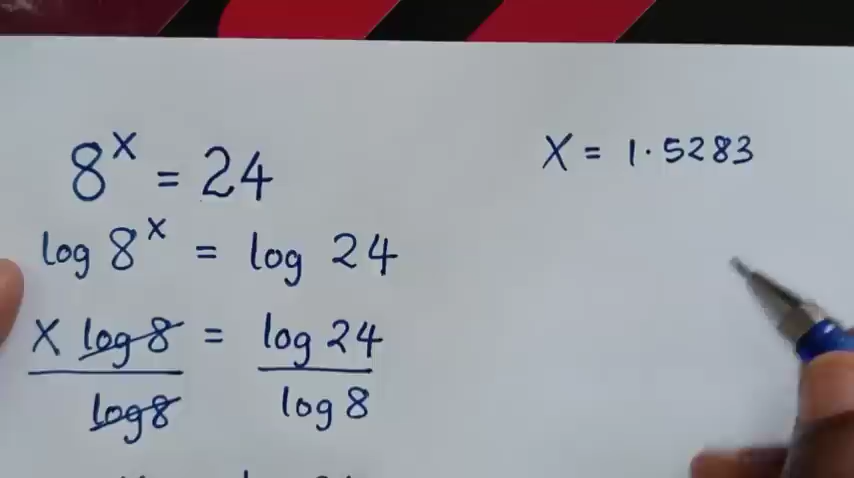 8^x = 24
log 8^x = log 24
x log 8 / log 8 = log 24 / log 8
X = 1.5283